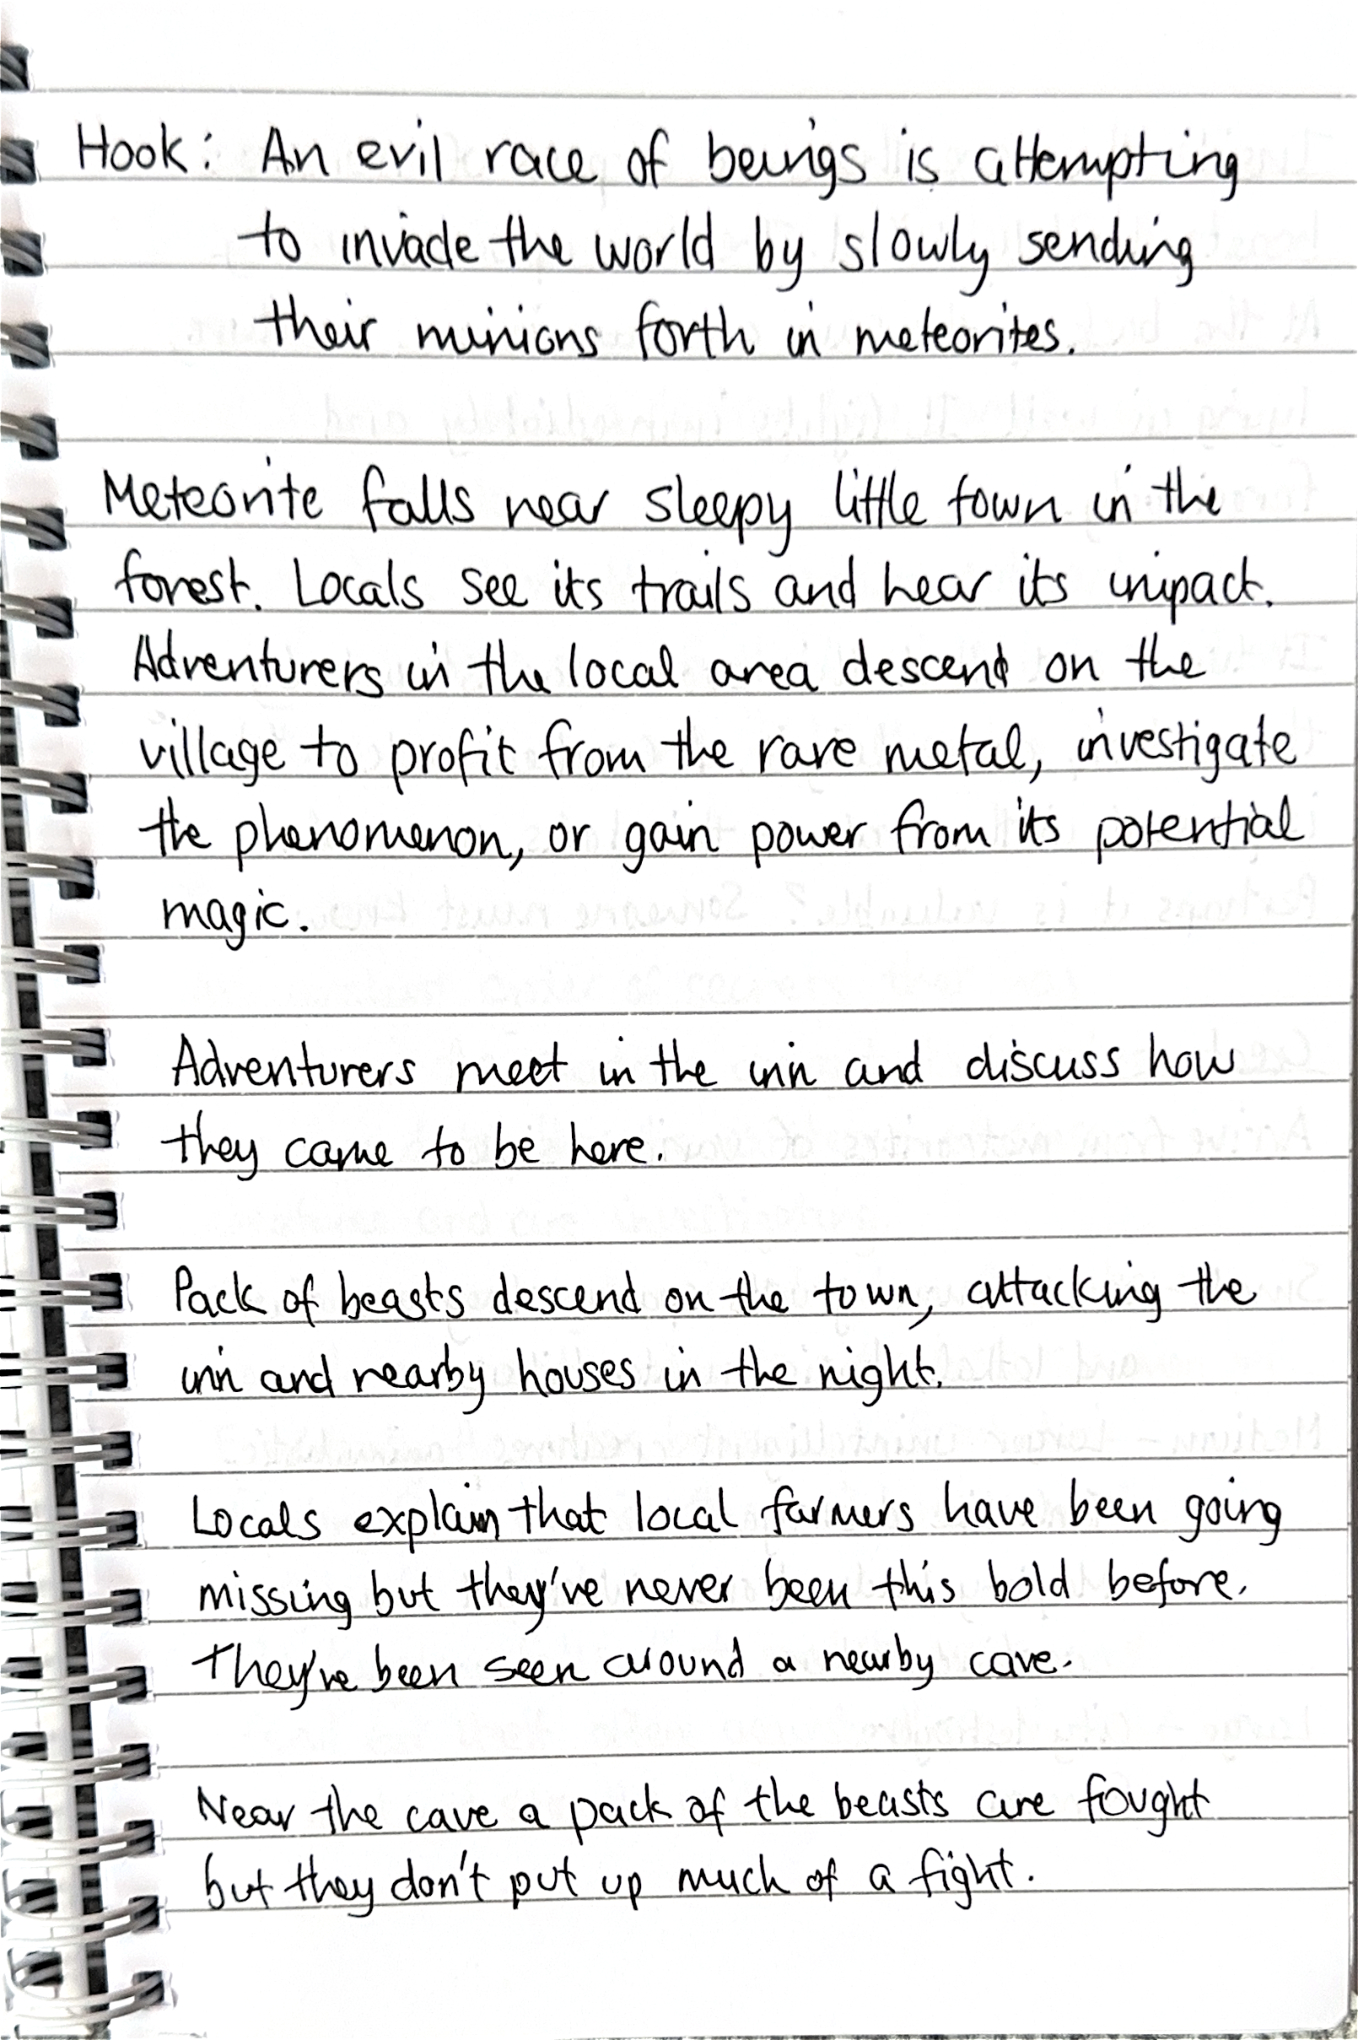 Hook: An evil race of beings is attempting
to invade the world by slowly sending
their minions forth in meteorites.
Meteorite falls near sleepy little town in the
forest. Locals see its trails and hear its impact.
Adventurers in the local area descend on the
village to profit from the rare metal, investigate
the phenomenon, or gain power from its potential
magic.
Adventurers meet in the inn and discuss how
they came to be here.
Pack of beasts descend on the town, attacking the
inn and nearby houses in the night.
Locals explain that local farmers have been going
missing but they've never been this bold before.
They've been seen around a nearby cave.
Near the cave a pack of the beasts are fought
but they don't put up much of a fight.